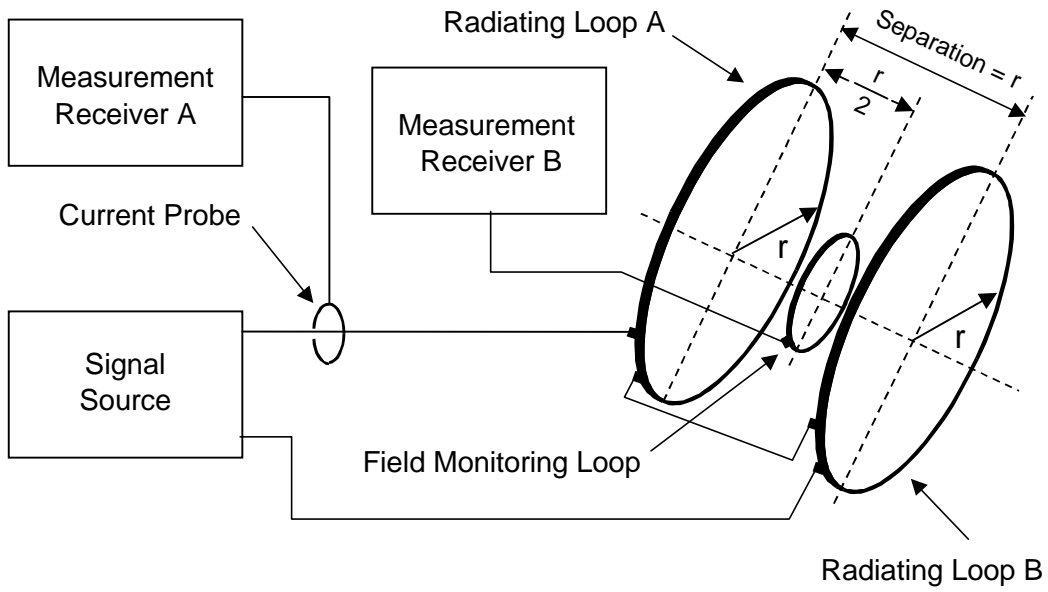 Measurement
Receiver A
Radiating Loop A
Separation = r
r
2
Measurement
Receiver B
Current Probe
r
r
Signal
Source
Field Monitoring Loop
Radiating Loop B